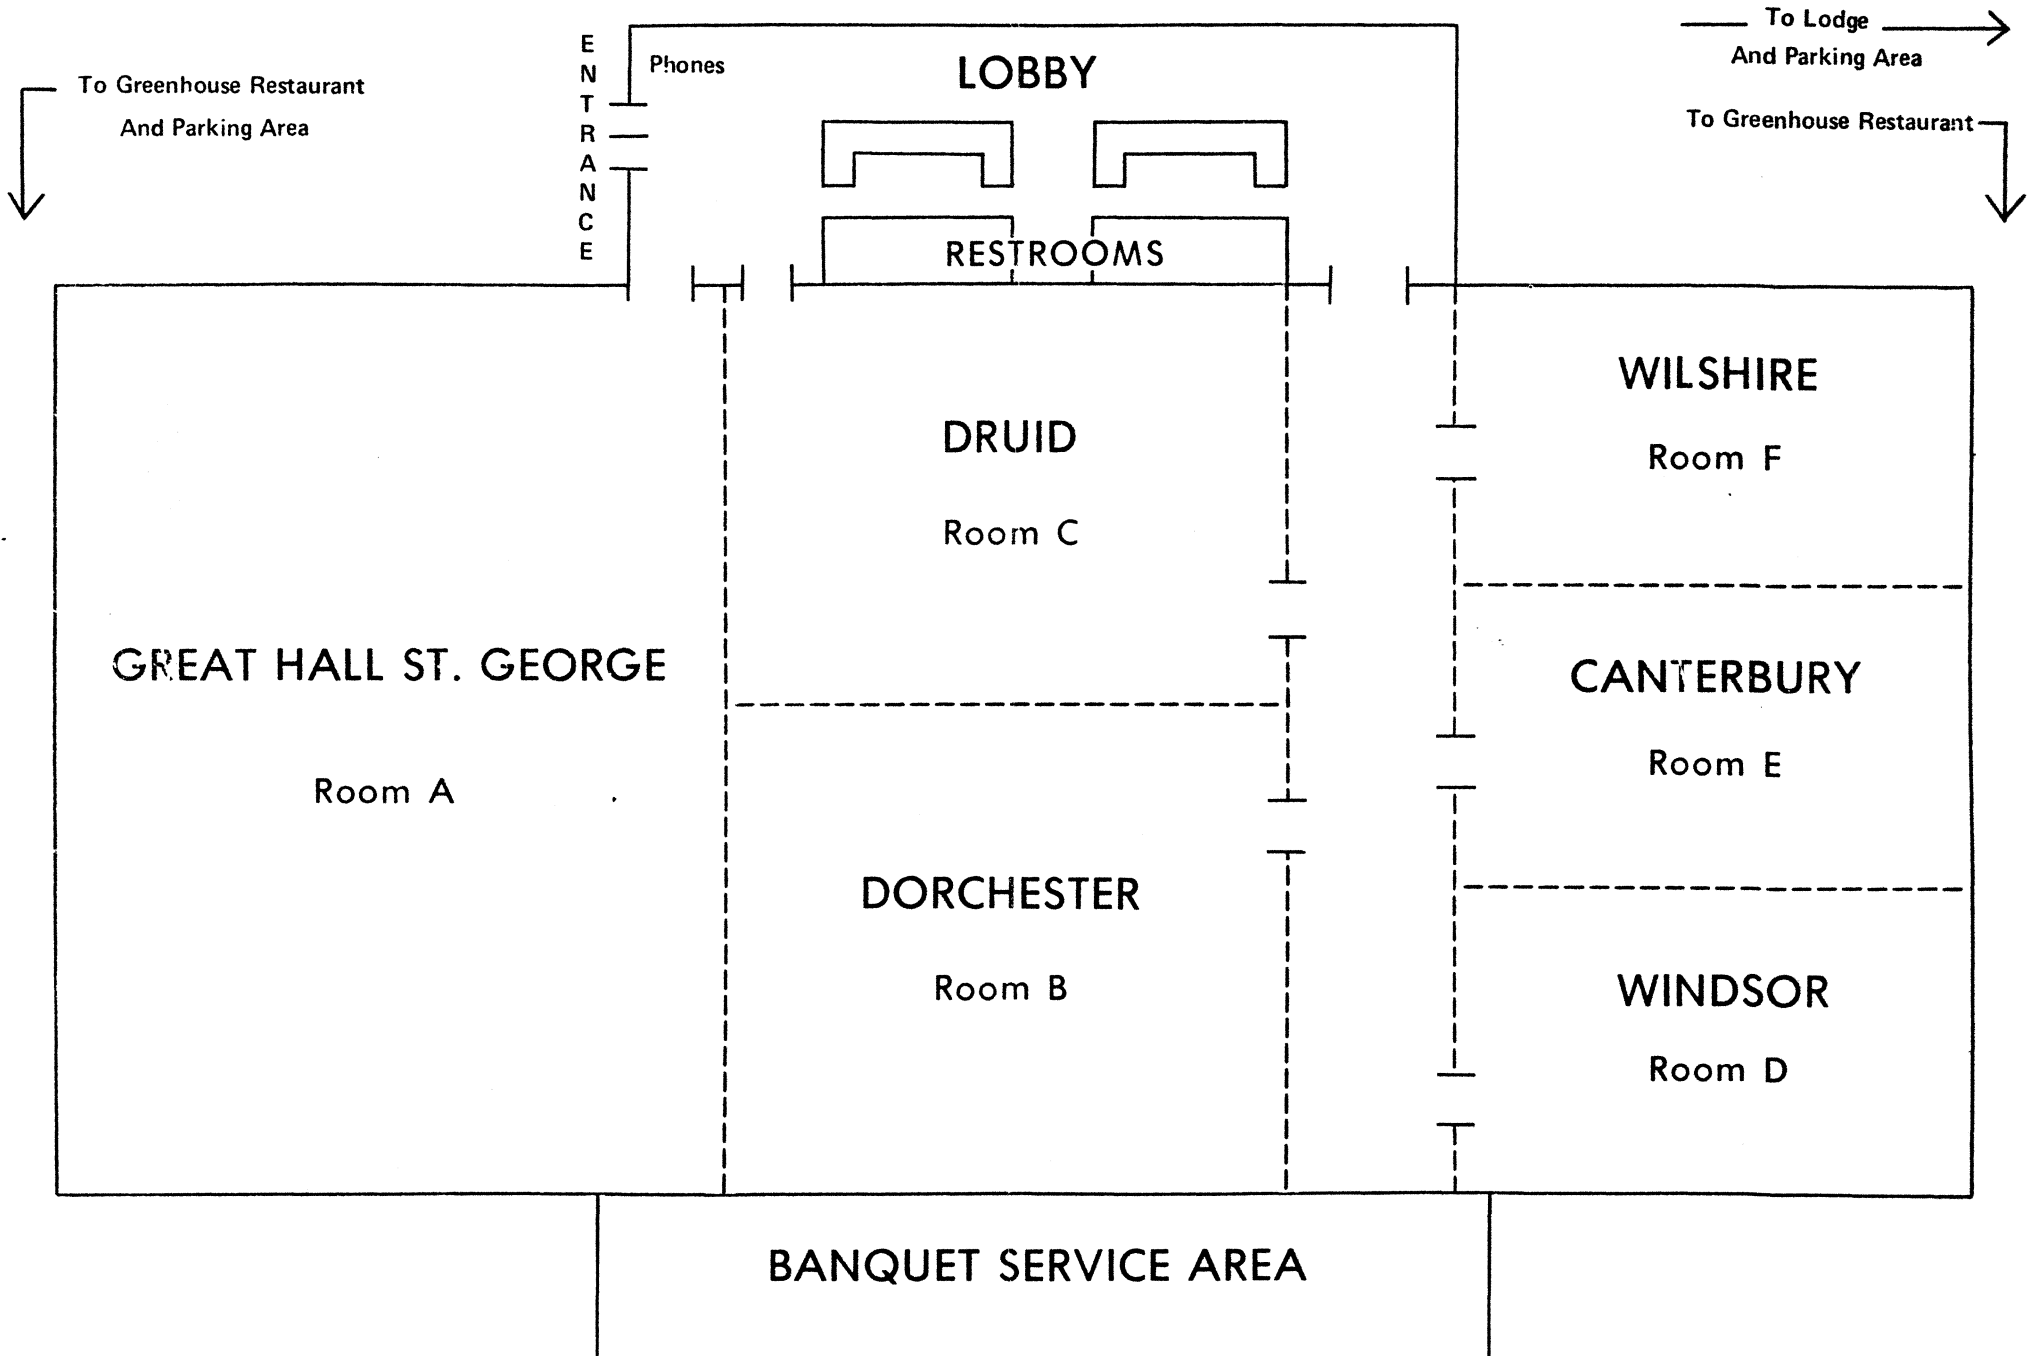 To Lodge
And Parking Area
To Greenhouse Restaurant
And Parking Area
ENTRANCE
Phones
LOBBY
To Greenhouse Restaurant
RESTROOMS
WILSHIRE
Room F
DRUID
Room C
GREAT HALL ST. GEORGE
Room A
CANTERBURY
Room E
DORCHESTER
Room B
WINDSOR
Room D
BANQUET SERVICE AREA